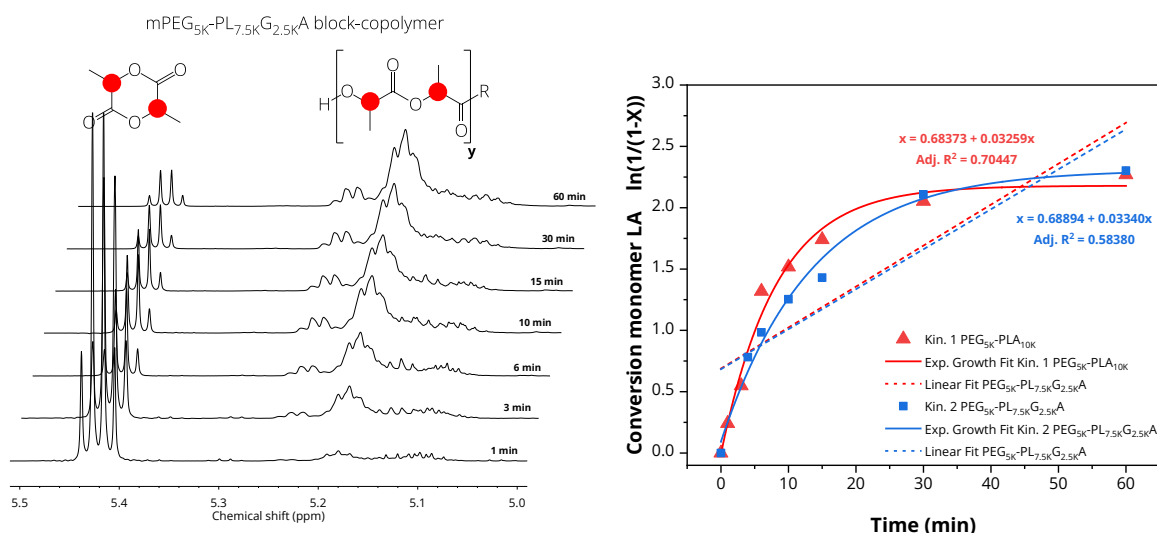 mPEG5K-PL7.5KG2.5KA block-copolymer
O
O
O
O
H
O
O
O
O
R
y
60 min
30 min
15 min
10 min
6 min
3 min
1 min
5.5
5.4
5.3
5.2
5.1
5.0
Chemical shift (ppm)
Conversion monomer LA ln(1/(1-X))
3.0
2.5
2.0
1.5
1.0
0.5
0.0
x = 0.68373 + 0.03259x
Adj. R² = 0.70447
x = 0.68894 + 0.03340x
Adj. R² = 0.58380
Kin. 1 PEG5K-PLA10K
Exp. Growth Fit Kin. 1 PEG5K-PLA10K
Linear Fit PEG5K-PL7.5KG2.5KA
Kin. 2 PEG5K-PL7.5KG2.5KA
Exp. Growth Fit Kin. 2 PEG5K-PL7.5KG2.5KA
Linear Fit PEG5K-PL7.5KG2.5KA
0
10
20
30
40
50
60
Time (min)